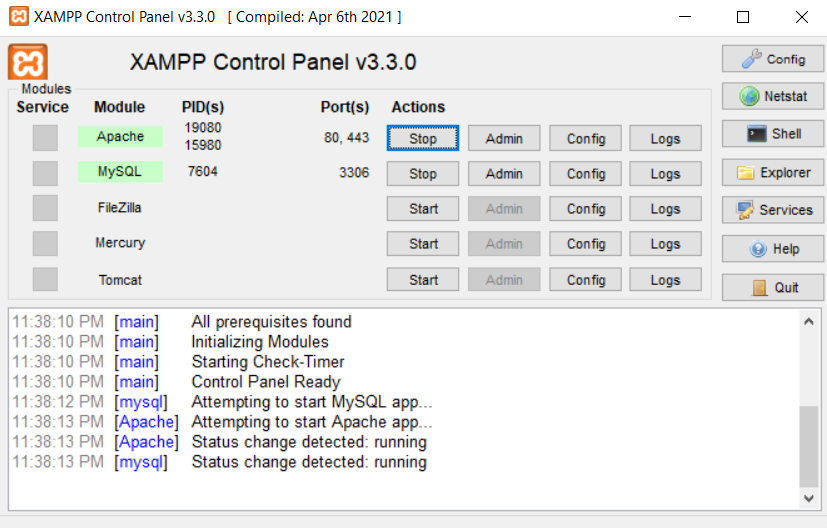 XAMPP Control Panel v3.3.0 [ Compiled: Apr 6th 2021 ]
XAMPP Control Panel v3.3.0
Config
Modules
Service Module PID(s) Port(s) Actions
Netstat
Apache 19080 15980 80, 443 Stop Admin Config Logs
Shell
MySQL 7604 3306 Stop Admin Config Logs
Explorer
FileZilla Start Admin Config Logs
Services
Mercury Start Admin Config Logs
Help
Tomcat Start Admin Config Logs
Quit
11:38:10 PM [main] All prerequisites found
11:38:10 PM [main] Initializing Modules
11:38:10 PM [main] Starting Check-Timer
11:38:10 PM [main] Control Panel Ready
11:38:12 PM [mysql] Attempting to start MySQL app...
11:38:13 PM [Apache] Attempting to start Apache app...
11:38:13 PM [Apache] Status change detected: running
11:38:13 PM [mysql] Status change detected: running